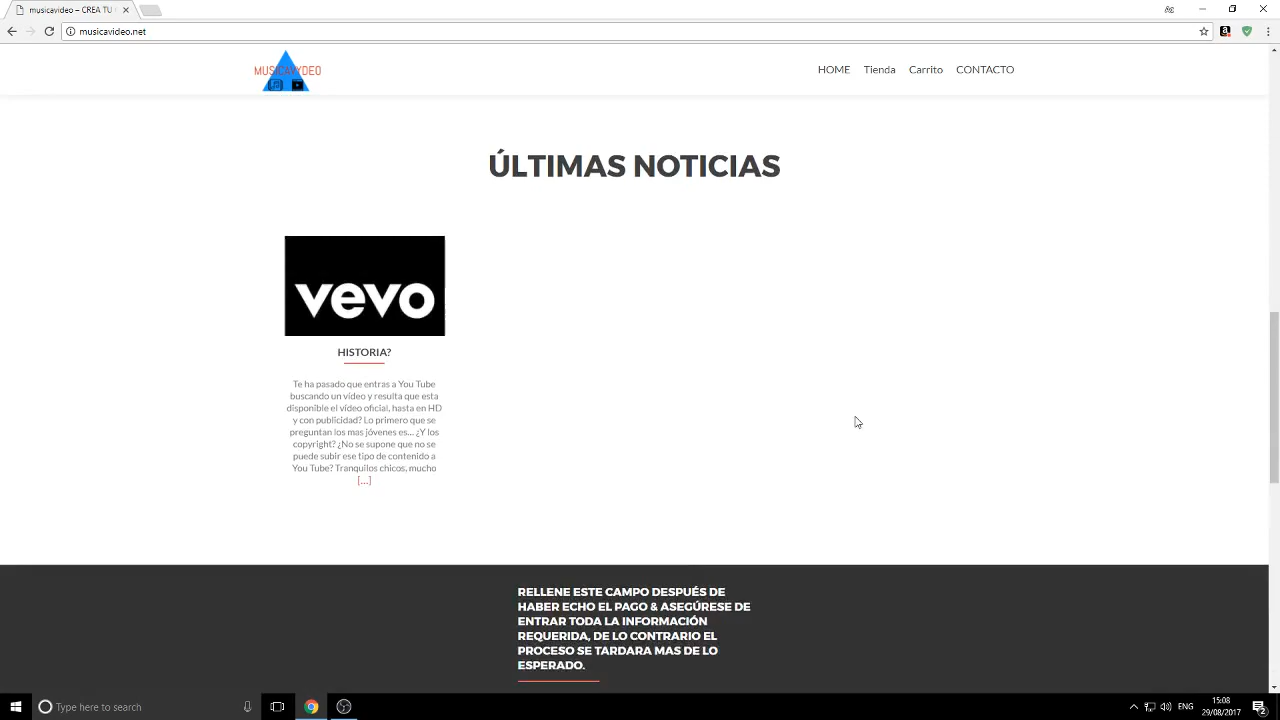 musicavideo – CREA TU
musicavideo.net
MUSICAVYDEO
HOME Tienda Carrito CONTACTO
ÚLTIMAS NOTICIAS
vevo
HISTORIA?
Te ha pasado que entras a You Tube
buscando un vídeo y resulta que esta
disponible el vídeo oficial, hasta en HD
y con publicidad? Lo primero que se
preguntan los mas jóvenes es... ¿Y los
copyright? ¿No se supone que no se
puede subir ese tipo de contenido a
You Tube? Tranquilos chicos, mucho
[...]
RELLENE ESTE CAMPO DESPUÉS DE
HABER ECHO EL PAGO & ASEGÚRESE DE
ENTRAR TODA LA INFORMACIÓN
REQUERIDA, DE LO CONTRARIO EL
PROCESO SE TARDARA MAS DE LO
ESPERADO.
Type here to search
ENG
15:08
29/08/2017
2